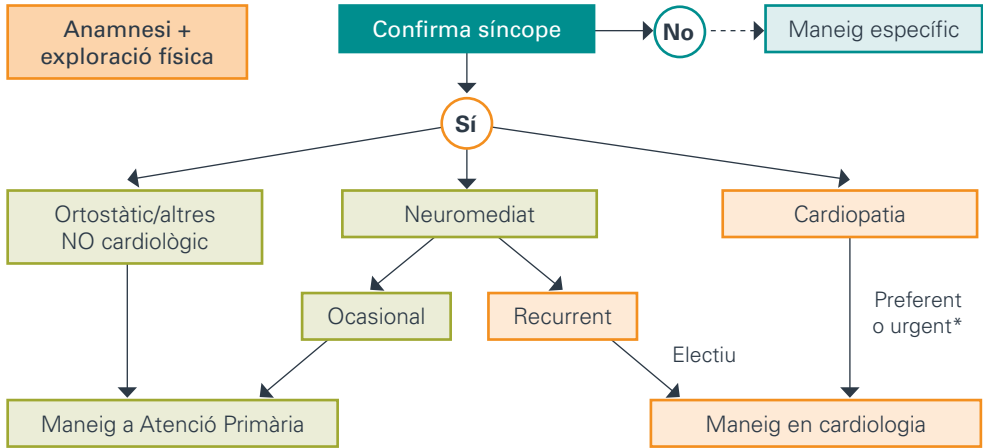 Anamnesi +
exploració física
Confirma síncope
No
Maneig específic
Sí
Ortostàtic/altres
NO cardiològic
Neuromediat
Cardiopatia
Ocasional
Recurrent
Preferent
o urgent*
Electiu
Maneig a Atenció Primària
Maneig en cardiologia